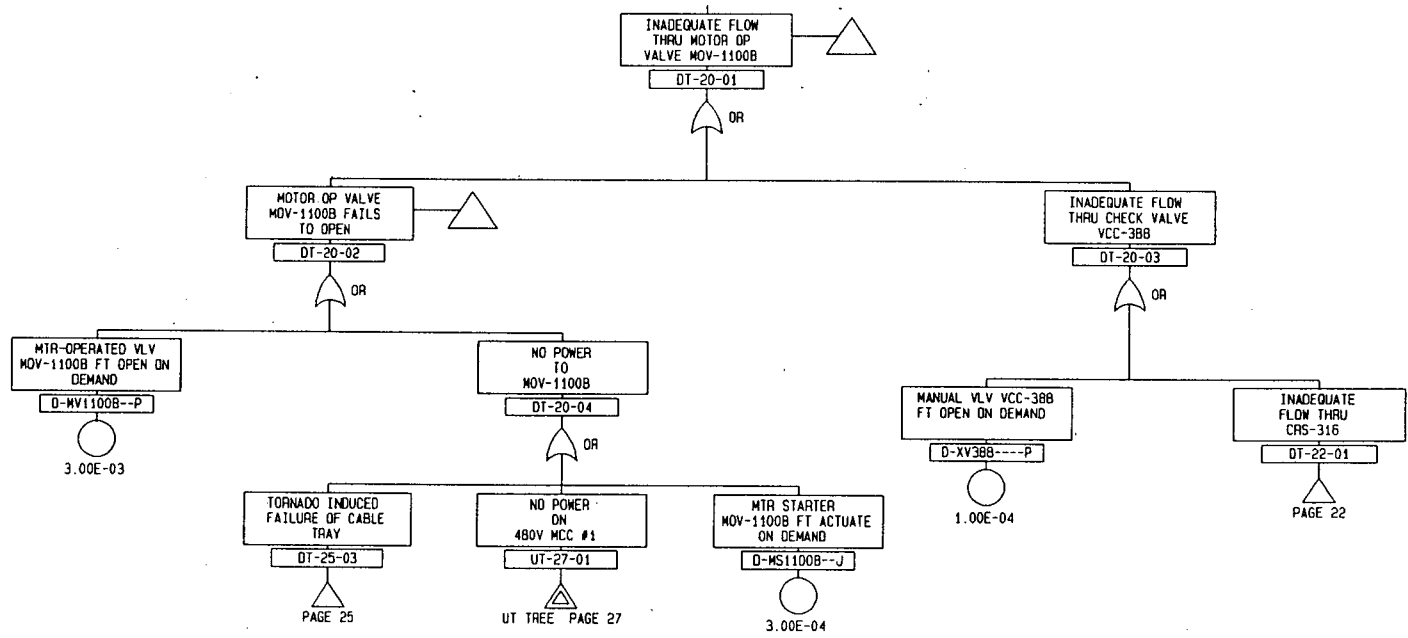 INADEQUATE FLOW
THRU MOTOR OP
VALVE MOV-1100B
DT-20-01
OR
MOTOR OP VALVE
MOV-1100B FAILS
TO OPEN
DT-20-02
OR
INADEQUATE FLOW
THRU CHECK VALVE
VCC-388
DT-20-03
OR
MTR-OPERATED VLV
MOV-1100B FT OPEN ON
DEMAND
D-MV1100B--P
3.00E-03
NO POWER
TO
MOV-1100B
DT-20-04
OR
MANUAL VLV VCC-388
FT OPEN ON DEMAND
D-XV388----P
1.00E-04
INADEQUATE
FLOW THRU
CRS-316
DT-22-01
PAGE 22
TORNADO INDUCED
FAILURE OF CABLE
TRAY
DT-25-03
PAGE 25
NO POWER
ON
480V MCC #1
UT-27-01
UT TREE PAGE 27
MTR STARTER
MOV-1100B FT ACTUATE
ON DEMAND
D-MS1100B--J
3.00E-04